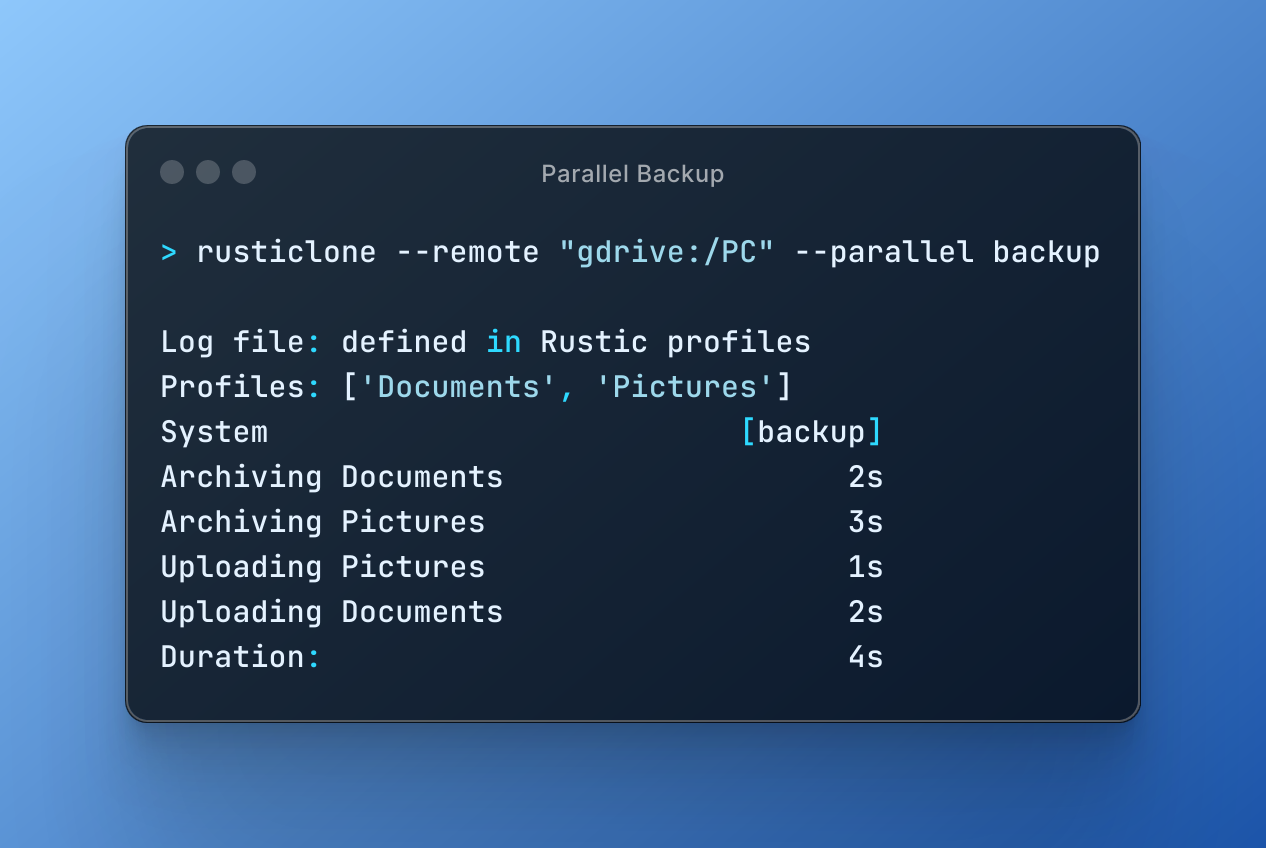 Parallel Backup
> rusticlone --remote "gdrive:/PC" --parallel backup
Log file: defined in Rustic profiles
Profiles: ['Documents', 'Pictures']
System [backup]
Archiving Documents 2s
Archiving Pictures 3s
Uploading Pictures 1s
Uploading Documents 2s
Duration: 4s